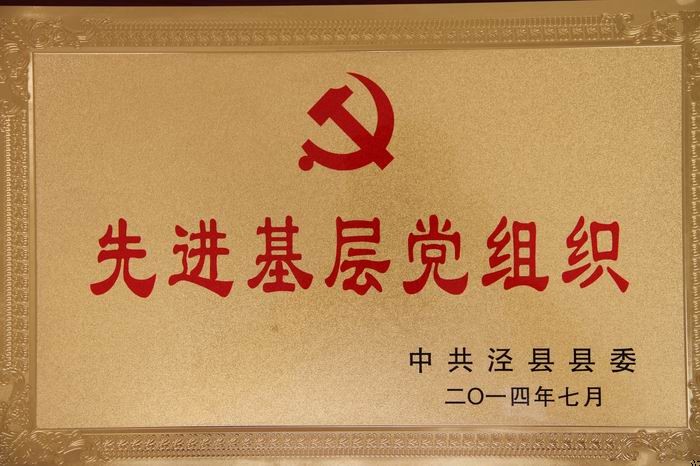 先进基层党组织
中共泾县县委
二〇一四年七月